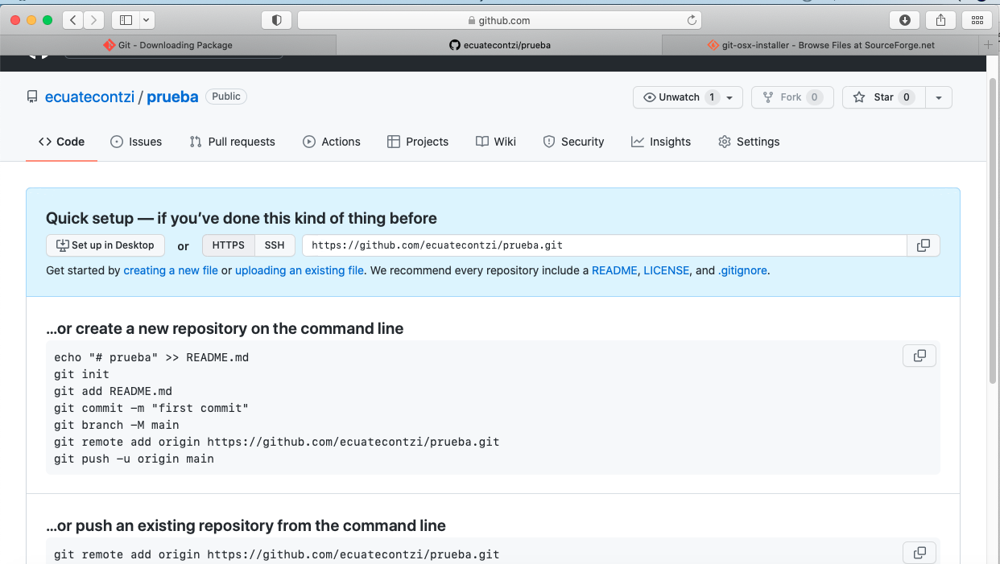 github.com
Git - Downloading Package
ecuatecontzi/prueba
git-osx-installer - Browse Files at SourceForge.net
ecuatecontzi / prueba Public
Unwatch 1
Fork 0
Star 0
Code
Issues
Pull requests
Actions
Projects
Wiki
Security
Insights
Settings
Quick setup — if you’ve done this kind of thing before
Set up in Desktop or HTTPS SSH https://github.com/ecuatecontzi/prueba.git
Get started by creating a new file or uploading an existing file. We recommend every repository include a README, LICENSE, and .gitignore.
…or create a new repository on the command line
echo "# prueba" >> README.md
git init
git add README.md
git commit -m "first commit"
git branch -M main
git remote add origin https://github.com/ecuatecontzi/prueba.git
git push -u origin main
…or push an existing repository from the command line
git remote add origin https://github.com/ecuatecontzi/prueba.git